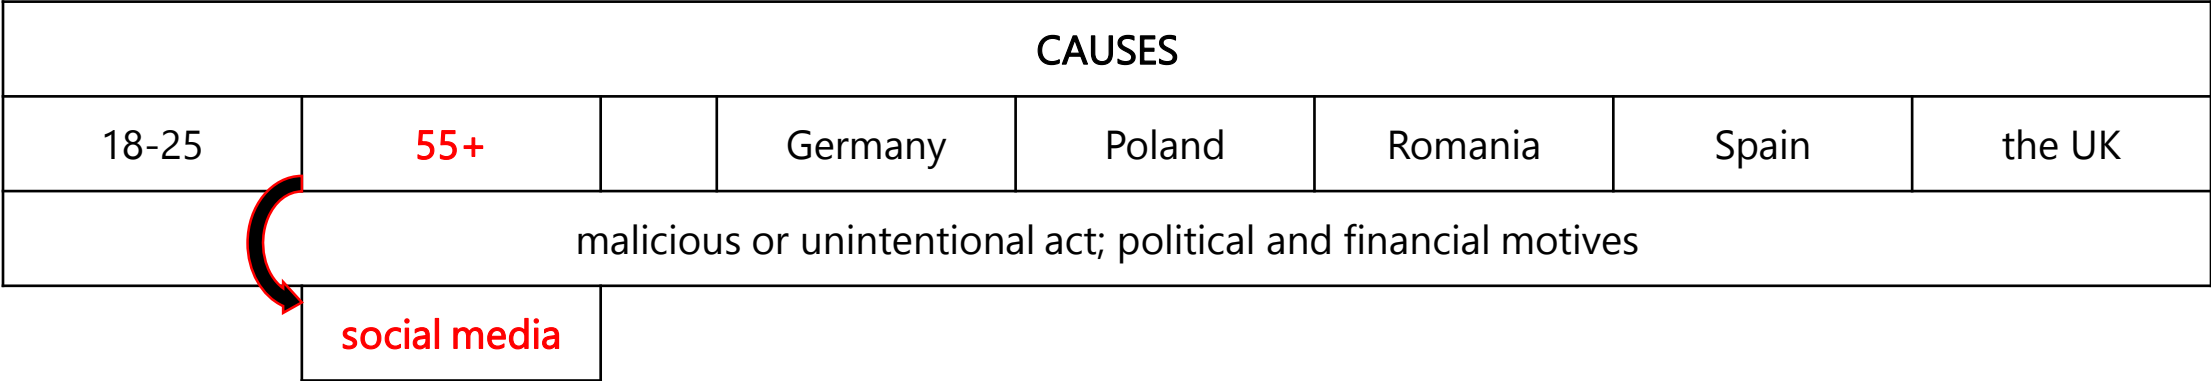 CAUSES
18-25 55+ Germany Poland Romania Spain the UK
malicious or unintentional act; political and financial motives
social media